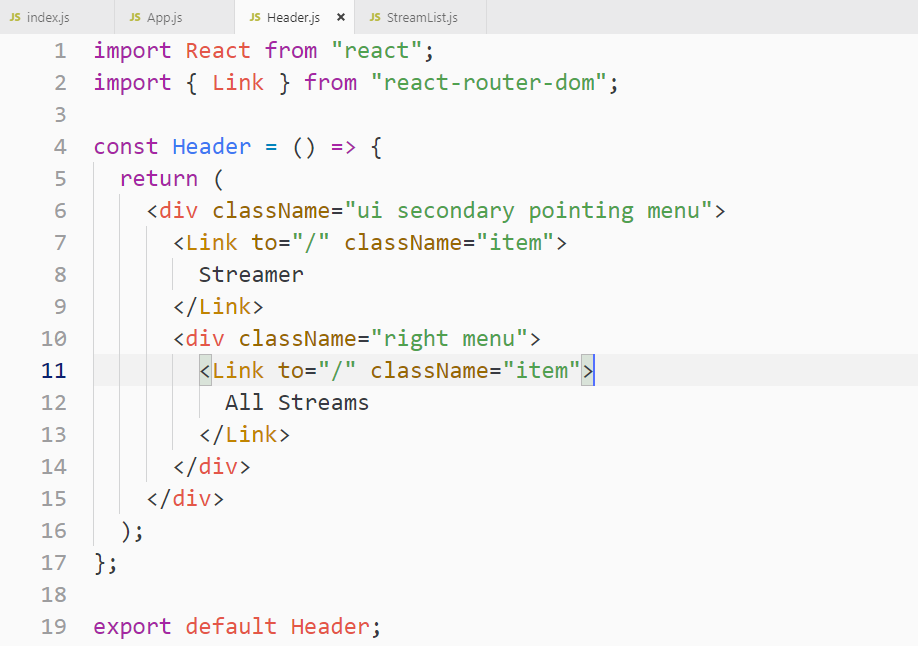 JS index.js JS App.js JS Header.js × JS StreamList.js
1 import React from "react";
2 import { Link } from "react-router-dom";
3
4 const Header = () => {
5   return (
6     <div className="ui secondary pointing menu">
7       <Link to="/" className="item">
8         Streamer
9       </Link>
10       <div className="right menu">
11         <Link to="/" className="item">
12           All Streams
13         </Link>
14       </div>
15     </div>
16   );
17 };
18
19 export default Header;